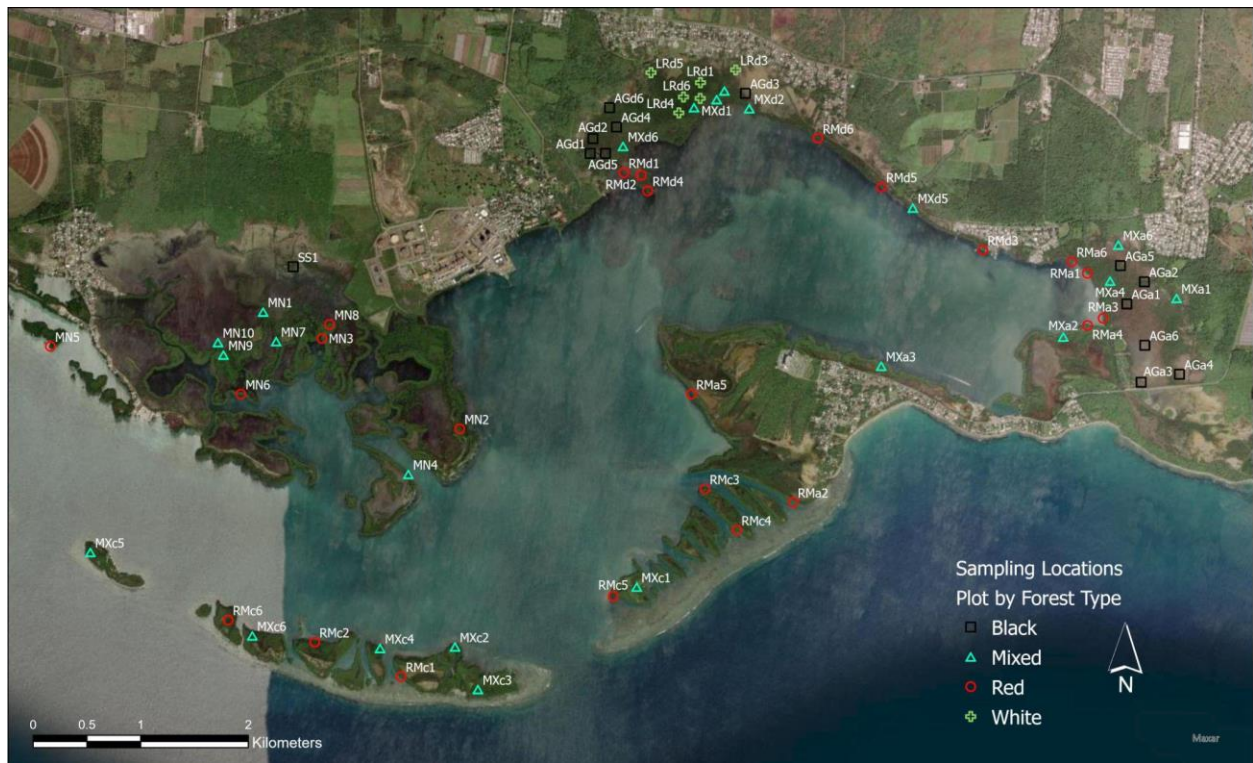 LRd5
LRd1
LRd3
LRd6
AGd3
AGd6
LRd4
MXd1
MXd2
AGd4
AGd2
MXd6
RMd6
AGd1
AGd5
RMd1
RMd2
RMd4
RMd5
MXd5
RMd3
MXa6
RMa6
AGa5
RMa1
AGa2
MXa4
MXa1
AGa1
RMa3
RMa4
MXa2
AGa6
MXa3
AGa4
AGa3
SS1
MN1
MN8
MN5
MN10
MN7
MN3
MN9
MN6
RMa5
MN2
MN4
RMc3
RMa2
RMc4
MXc5
MXc1
RMc5
RMc6
MXc6
RMc2
MXc4
MXc2
RMc1
MXc3
Sampling Locations
Plot by Forest Type
Black
Mixed
Red
White
N
0 0.5 1 2
Kilometers
Maxar